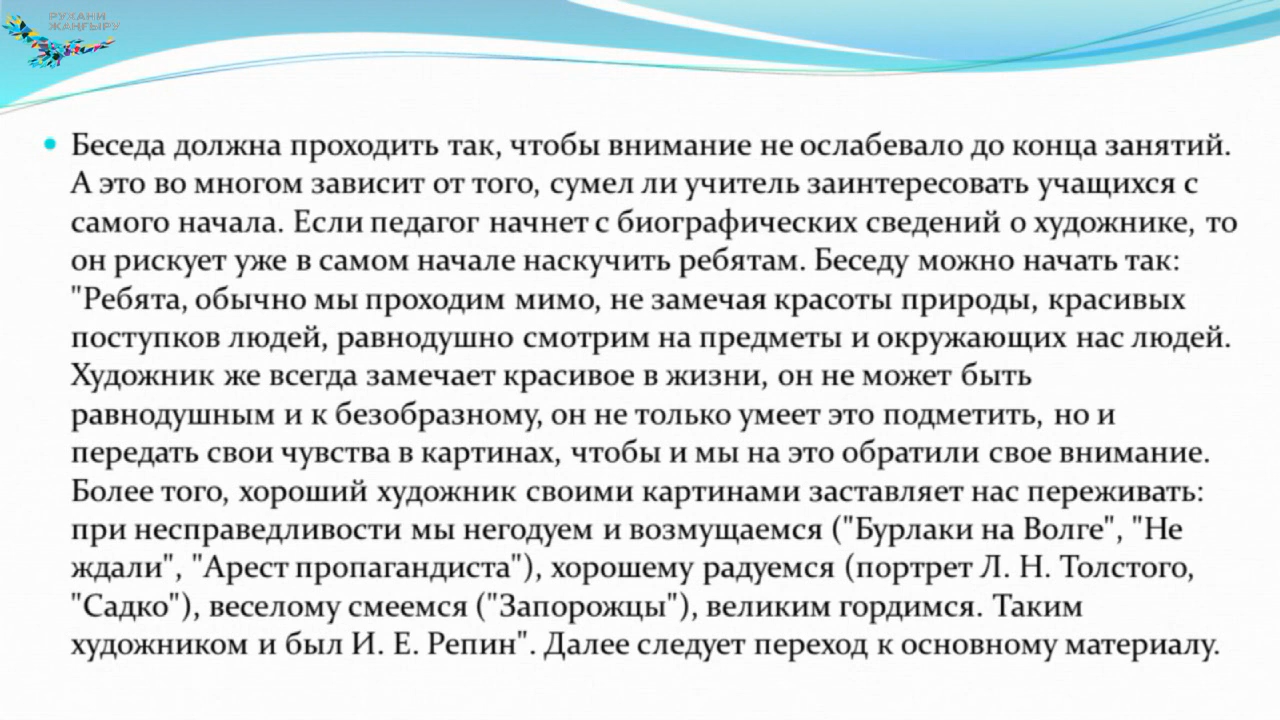 РУХАНИ
ЖАҢҒЫРУ
Беседа должна проходить так, чтобы внимание не ослабевало до конца занятий.
А это во многом зависит от того, сумел ли учитель заинтересовать учащихся с
самого начала. Если педагог начнет с биографических сведений о художнике, то
он рискует уже в самом начале наскучить ребятам. Беседу можно начать так:
"Ребята, обычно мы проходим мимо, не замечая красоты природы, красивых
поступков людей, равнодушно смотрим на предметы и окружающих нас людей.
Художник же всегда замечает красивое в жизни, он не может быть
равнодушным и к безобразному, он не только умеет это подметить, но и
передать свои чувства в картинах, чтобы и мы на это обратили свое внимание.
Более того, хороший художник своими картинами заставляет нас переживать:
при несправедливости мы негодуем и возмущаемся ("Бурлаки на Волге", "Не
ждали", "Арест пропагандиста"), хорошему радуемся (портрет Л. Н. Толстого,
"Садко"), веселому смеемся ("Запорожцы"), великим гордимся. Таким
художником и был И. Е. Репин". Далее следует переход к основному материалу.